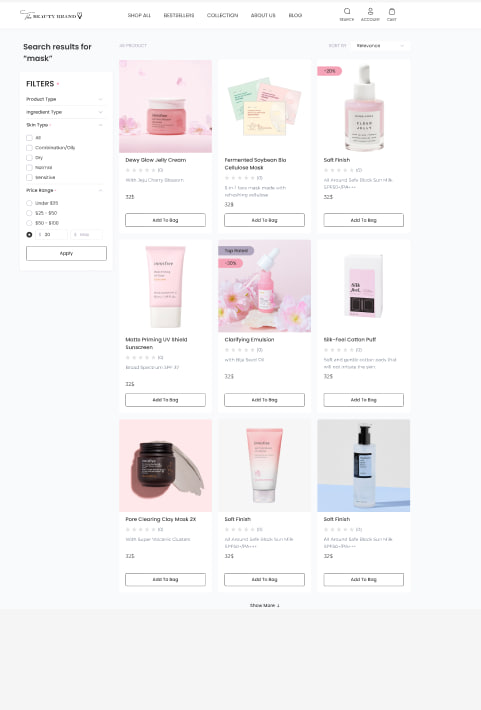 The BEAUTY BRAND
SHOP ALL
BESTSELLERS
COLLECTION
ABOUT US
BLOG
SEARCH
ACCOUNT
CART
Search results for
“mask”
PRODUCT
SORT BY:
Relevance
FILTERS
Product Type
Ingredient Type
Skin Type
All
Combination/Oily
Dry
Normal
Sensitive
Price Range
Under $25
$25 - $50
$50 - $100
30
Max
Apply
Dewy Glow Jelly Cream
(0)
With Jeju Cherry Blossom
32$
Add To Bag
Fermented Soybean Bio
Cellulose Mask
(0)
2 in 1 face mask made with
refreshing cellulose
32$
Add To Bag
-20%
Soft Finish
(0)
All Around Safe Block Sun Milk
SPF50+/PA+++
32$
Add To Bag
innisfree
Matte Priming UV Shield
Sunscreen
(0)
Broad Spectrum SPF 37
32$
Add To Bag
Top Rated
-20%
Clarifying Emulsion
(0)
with Bija Seed Oil
32$
Add To Bag
Silk
feel.
Silk-Feel Cotton Puff
(0)
Soft and gentle cotton pads that
will not irritate the skin
32$
Add To Bag
innisfree
Pore Clearing Clay Mask 2X
(0)
With Super Volcanic Clusters
32$
Add To Bag
innisfree
Soft Finish
(0)
All Around Safe Block Sun Milk
SPF50+/PA+++
32$
Add To Bag
Soft Finish
(0)
All Around Safe Block Sun Milk
SPF50+/PA+++
32$
Add To Bag
Show More ↓